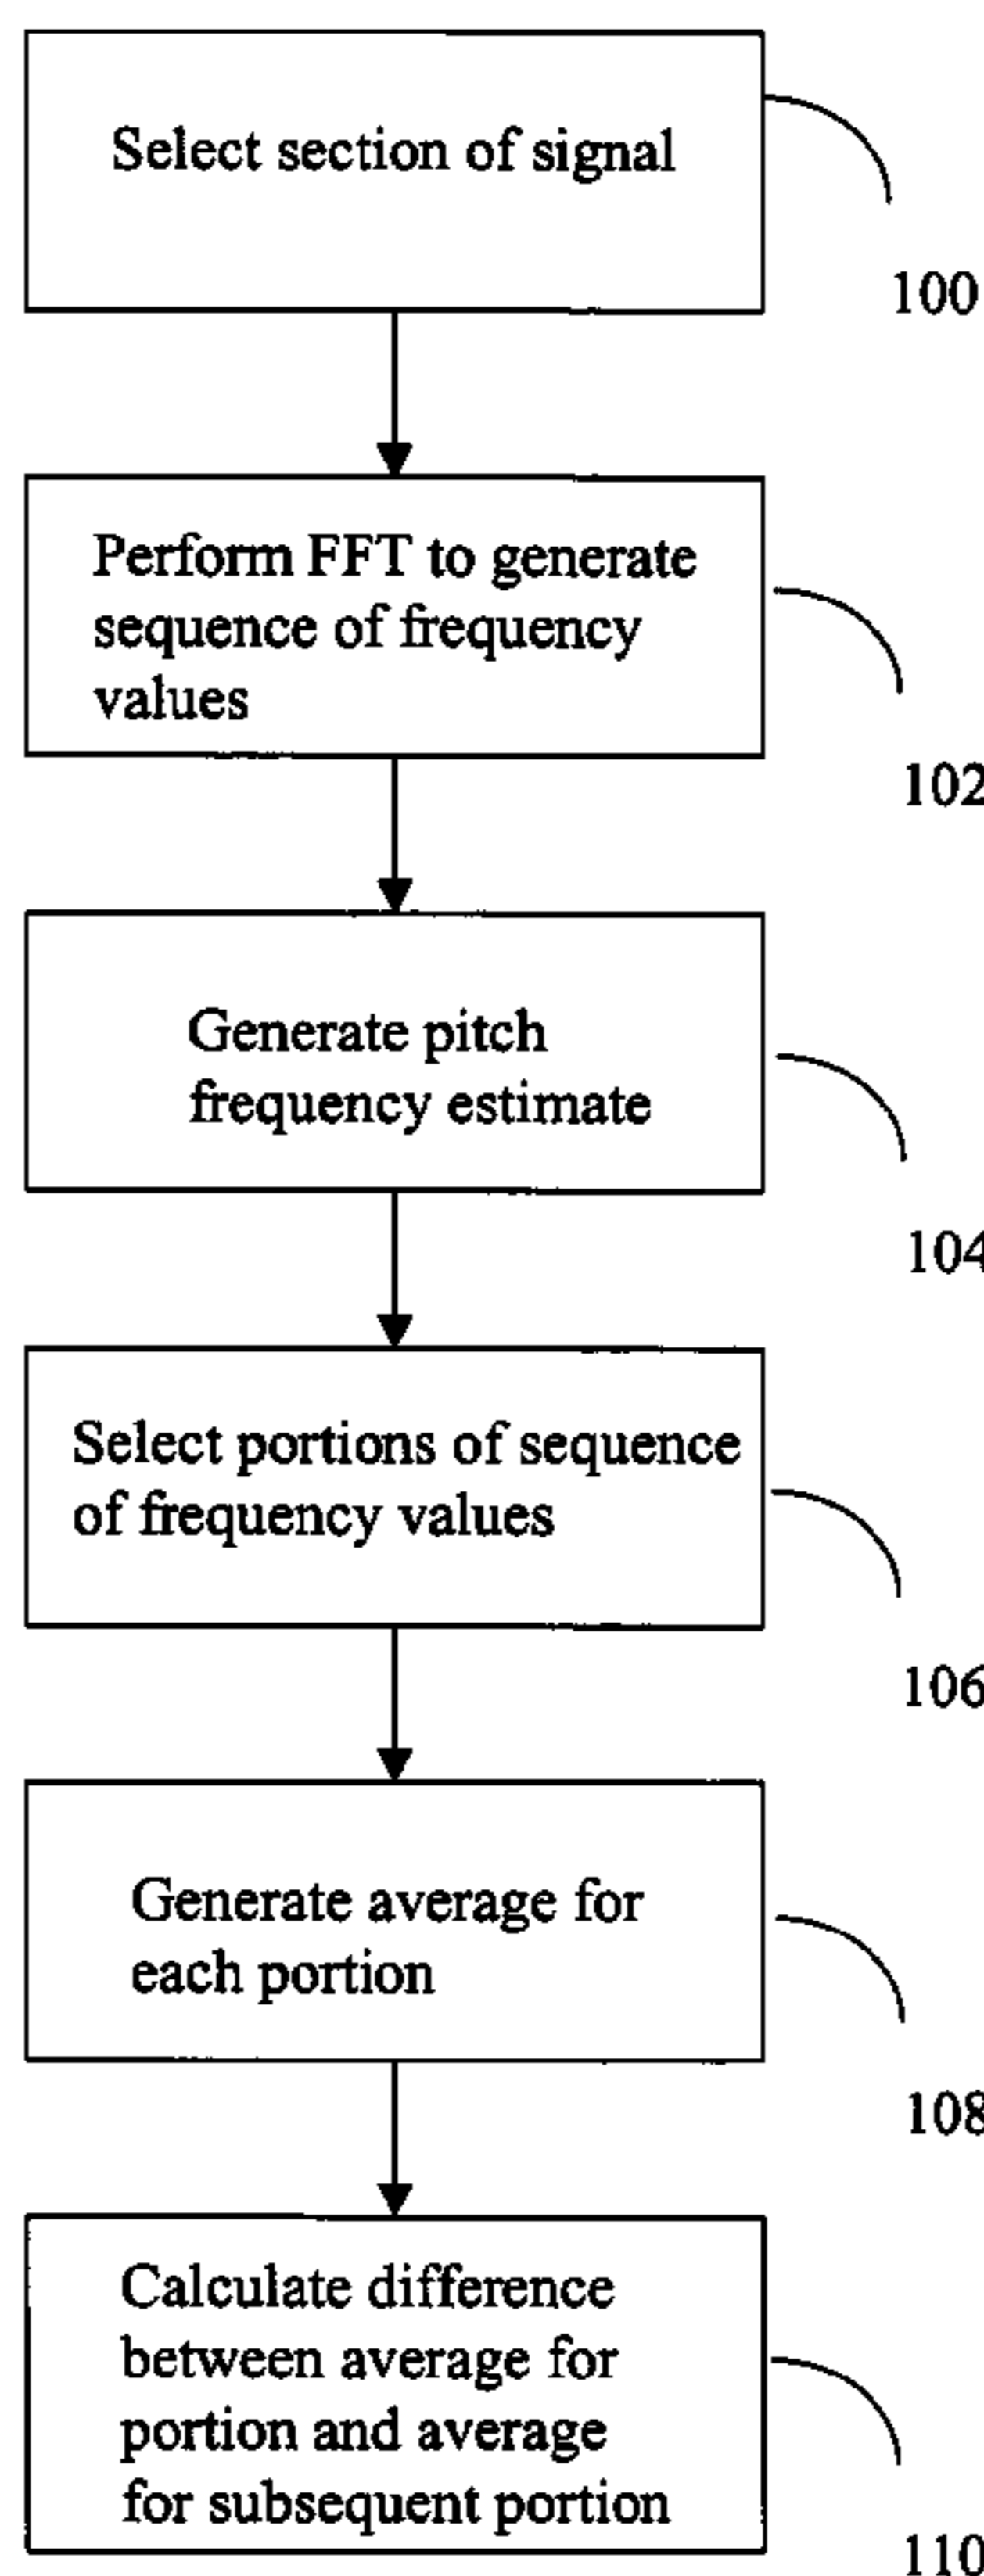 Select section of signal
100
Perform FFT to generate
sequence of frequency
values
102
Generate pitch
frequency estimate
104
Select portions of sequence
of frequency values
106
Generate average for
each portion
108
Calculate difference
between average for
portion and average
for subsequent portion
110